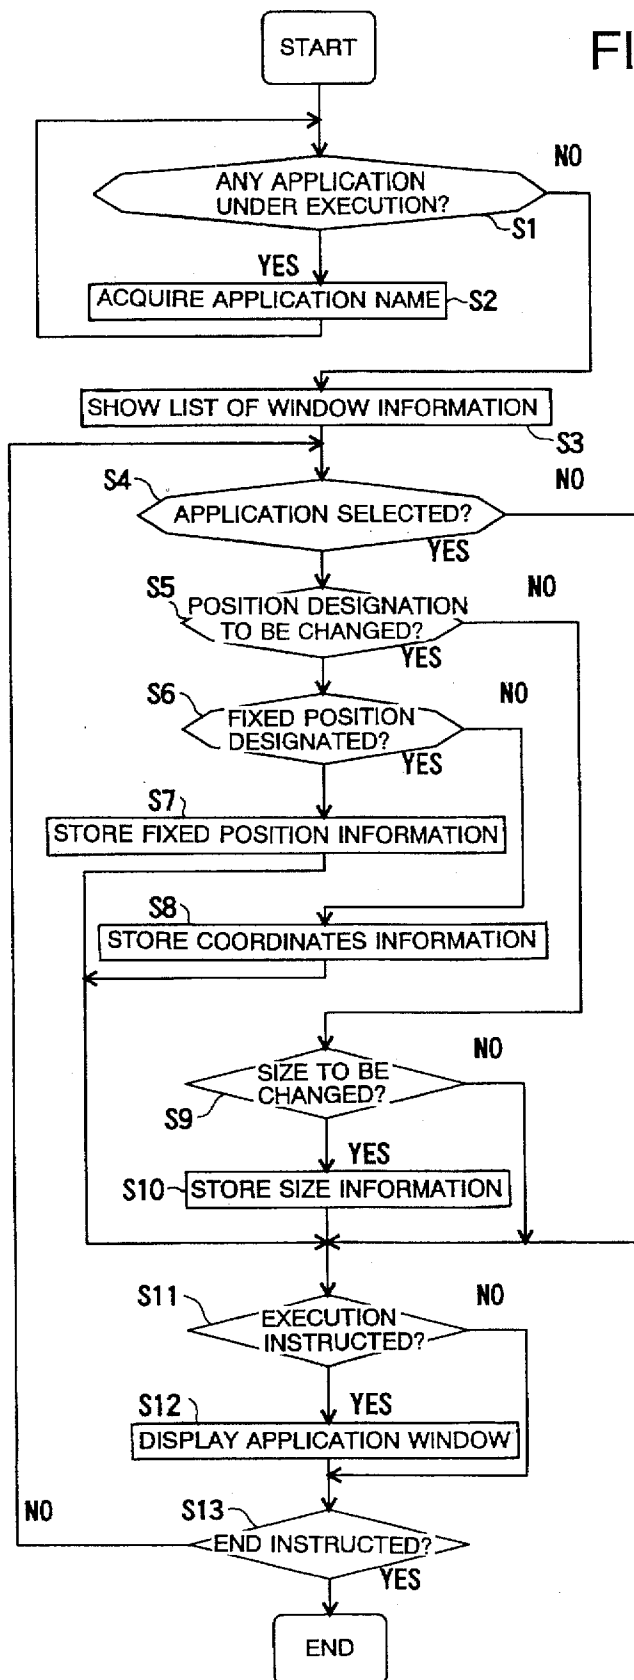 START
FI
NO
ANY APPLICATION
UNDER EXECUTION?
S1
YES
ACQUIRE APPLICATION NAME
S2
SHOW LIST OF WINDOW INFORMATION
S3
S4
NO
APPLICATION SELECTED?
YES
S5
NO
POSITION DESIGNATION
TO BE CHANGED?
YES
S6
NO
FIXED POSITION
DESIGNATED?
YES
S7
STORE FIXED POSITION INFORMATION
S8
STORE COORDINATES INFORMATION
NO
SIZE TO BE
CHANGED?
S9
YES
S10
STORE SIZE INFORMATION
S11
NO
EXECUTION
INSTRUCTED?
S12
YES
DISPLAY APPLICATION WINDOW
NO
S13
END INSTRUCTED?
YES
END